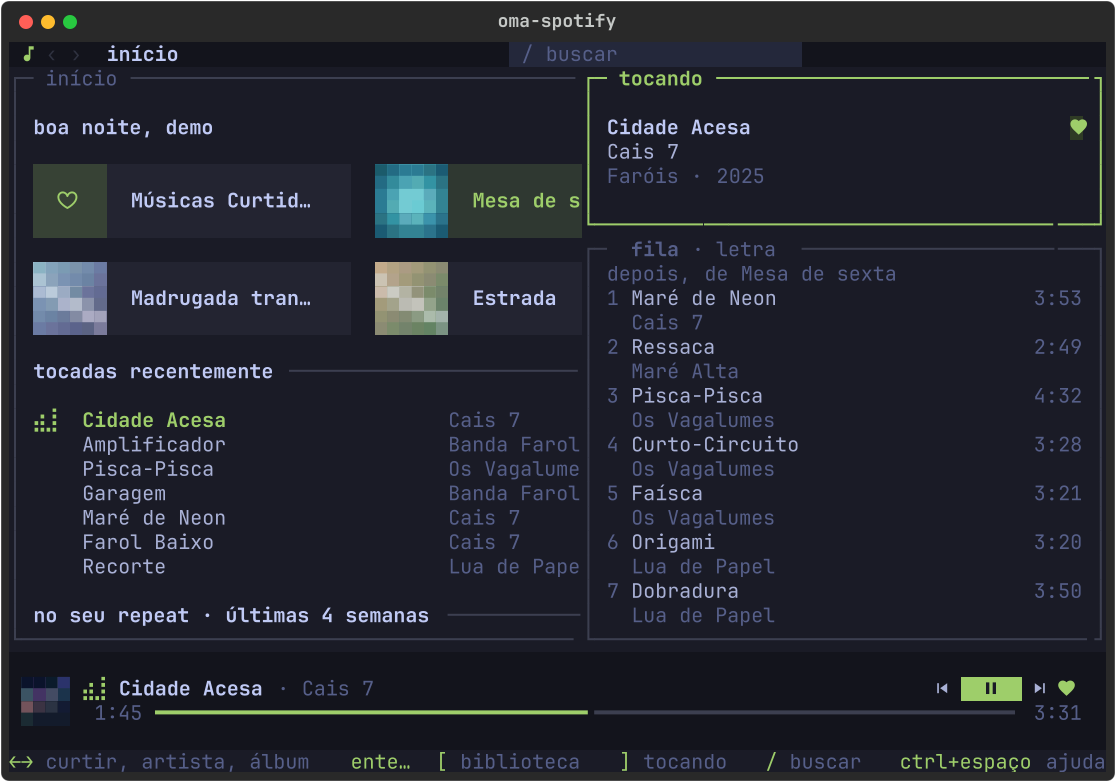 oma-spotify
início
/ buscar
início
boa noite, demo
Músicas Curtid…
Mesa de s
Madrugada tran…
Estrada
tocadas recentemente
Cidade Acesa Cais 7
Amplificador Banda Farol
Pisca-Pisca Os Vagalume
Garagem Banda Farol
Maré de Neon Cais 7
Farol Baixo Cais 7
Recorte Lua de Pape
no seu repeat · últimas 4 semanas
tocando
Cidade Acesa
Cais 7
Faróis · 2025
fila · letra
depois, de Mesa de sexta
1 Maré de Neon 3:53
Cais 7
2 Ressaca 2:49
Maré Alta
3 Pisca-Pisca 4:32
Os Vagalumes
4 Curto-Circuito 3:28
Os Vagalumes
5 Faísca 3:21
Os Vagalumes
6 Origami 3:20
Lua de Papel
7 Dobradura 3:50
Lua de Papel
Cidade Acesa · Cais 7
1:45 3:31
↔ curtir, artista, álbum ente… [ biblioteca ] tocando / buscar ctrl+espaço ajuda